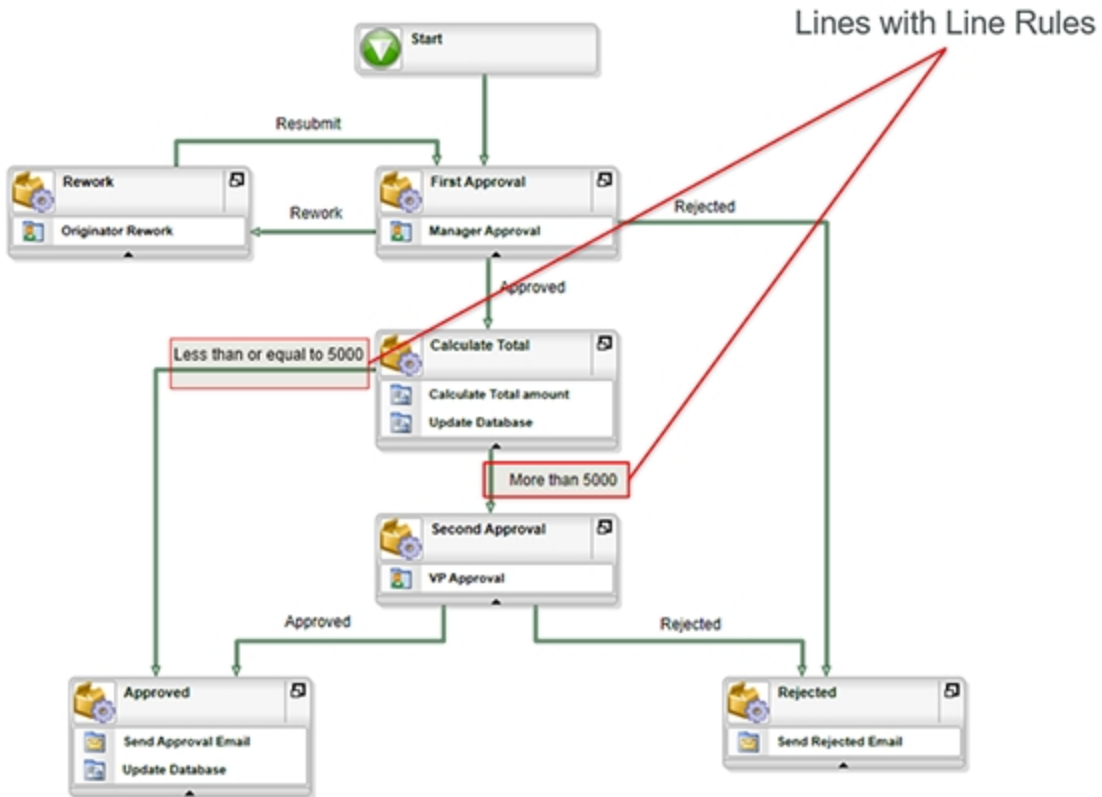 Lines with Line Rules
Start
Resubmit
Rework
First Approval
Rejected
Rework
Originator Rework
Manager Approval
Approved
Less than or equal to 5000
Calculate Total
Calculate Total amount
Update Database
More than 5000
Second Approval
VP Approval
Approved
Rejected
Approved
Rejected
Send Approval Email
Send Rejected Email
Update Database